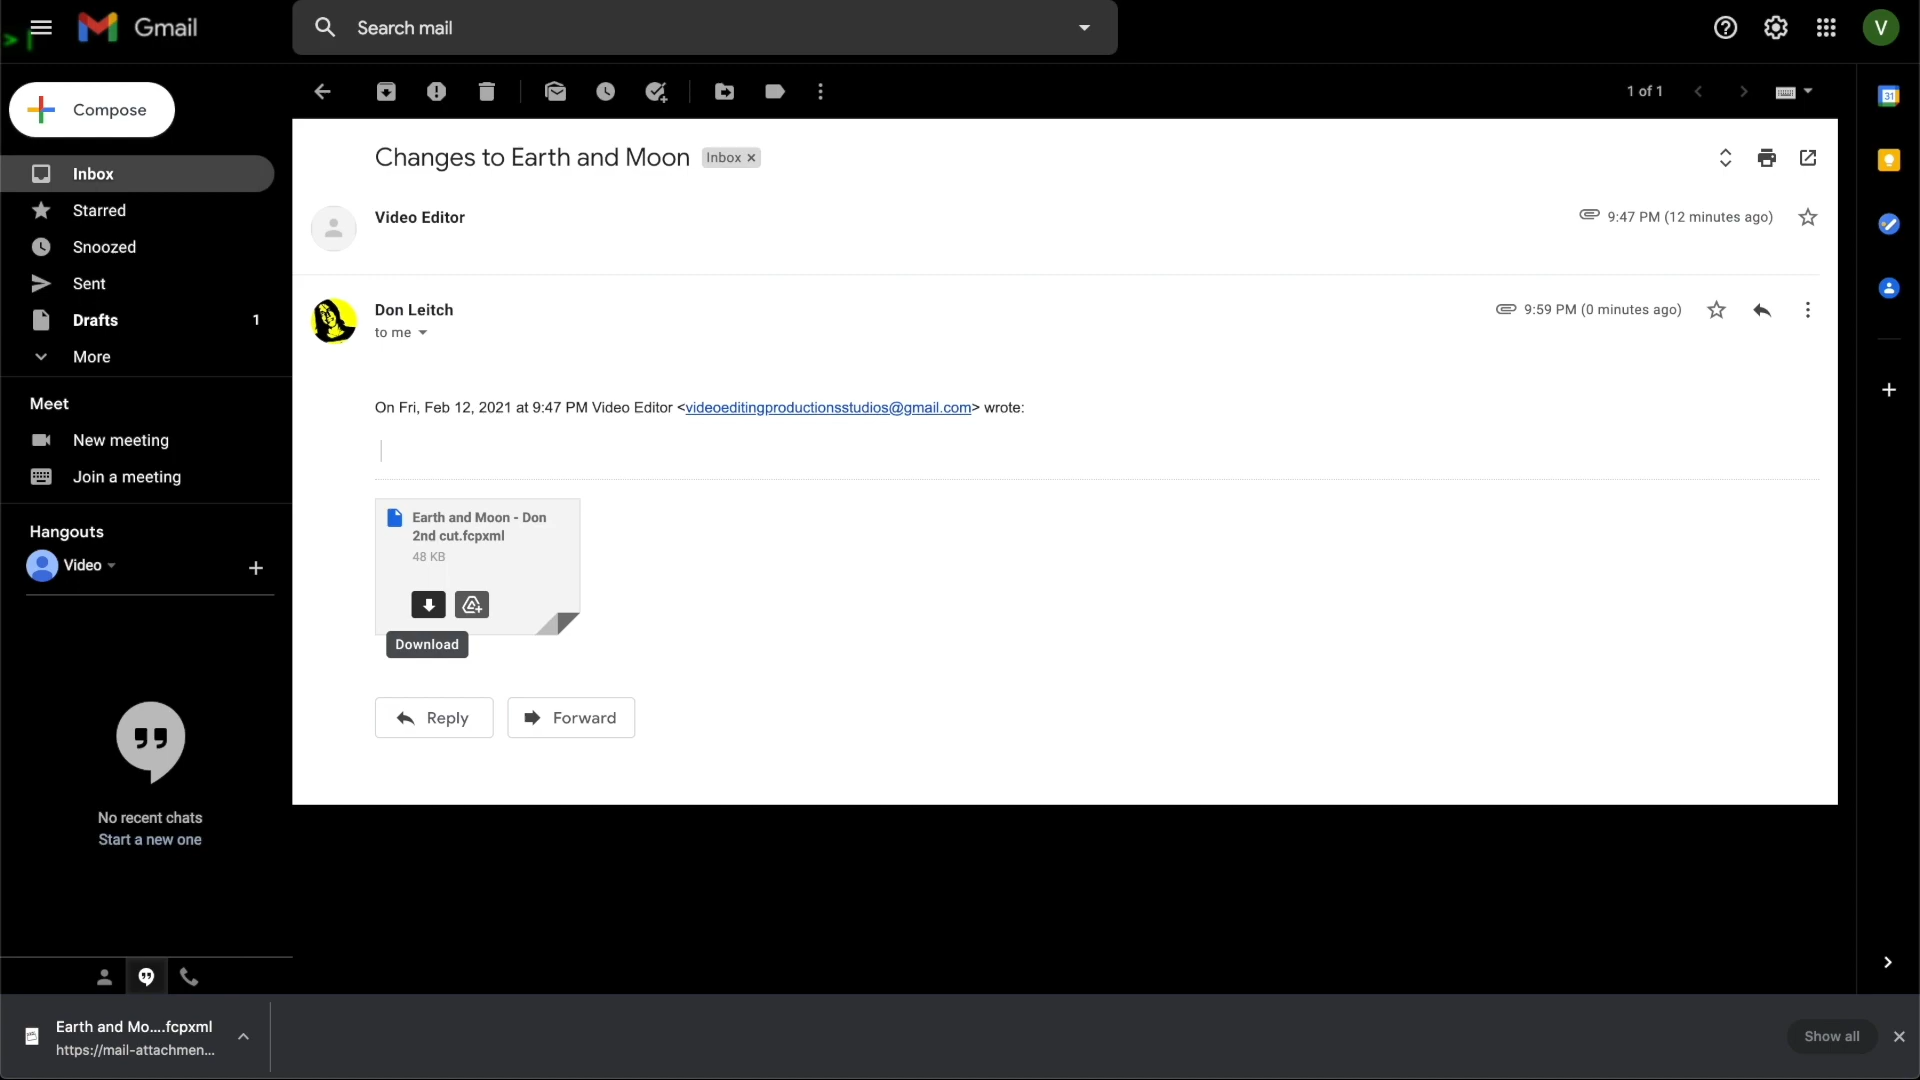 Gmail
Search mail
V
Compose
1 of 1
Inbox
Starred
Snoozed
Sent
Drafts 1
More
Meet
New meeting
Join a meeting
Hangouts
Video
No recent chats
Start a new one
Changes to Earth and Moon Inbox ×
Video Editor
9:47 PM (12 minutes ago)
Don Leitch
9:59 PM (0 minutes ago)
to me
On Fri, Feb 12, 2021 at 9:47 PM Video Editor <videoeditingproductionsstudios@gmail.com> wrote:
Earth and Moon - Don
2nd cut.fcpxml
48 KB
Download
Reply
Forward
31
Earth and Mo....fcpxml
https://mail-attachmen...
Show all